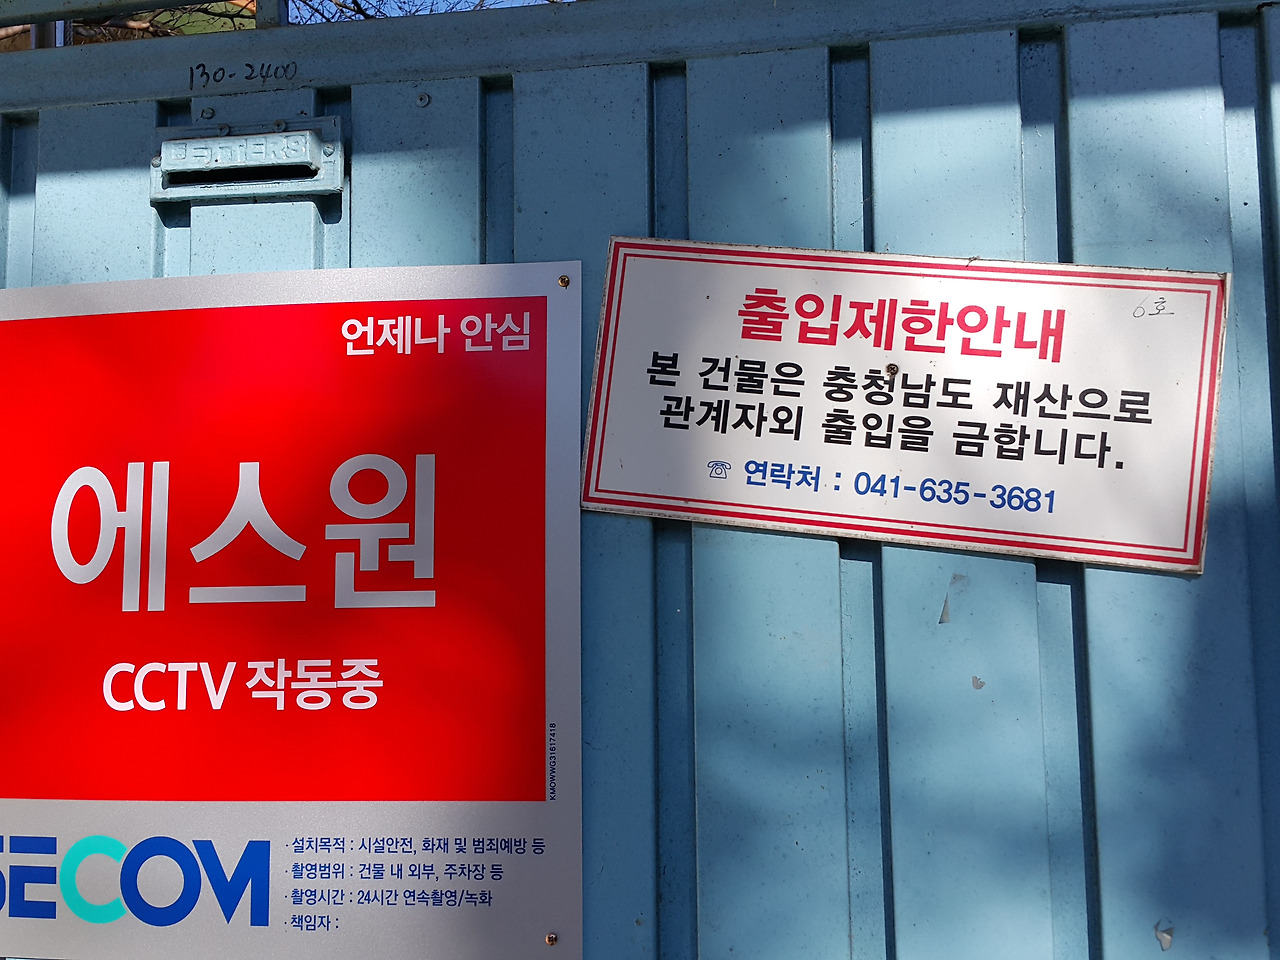 130-2400
LETTERS
언제나 안심
에스원
CCTV 작동중
KMOWWG31617418
SECOM
· 설치목적 : 시설안전, 화재 및 범죄예방 등
· 촬영범위 : 건물 내 외부, 주차장 등
· 촬영시간 : 24시간 연속촬영/녹화
· 책임자 :
6호
출입제한안내
본 건물은 충청남도 재산으로
관계자외 출입을 금합니다.
☏ 연락처 : 041-635-3681